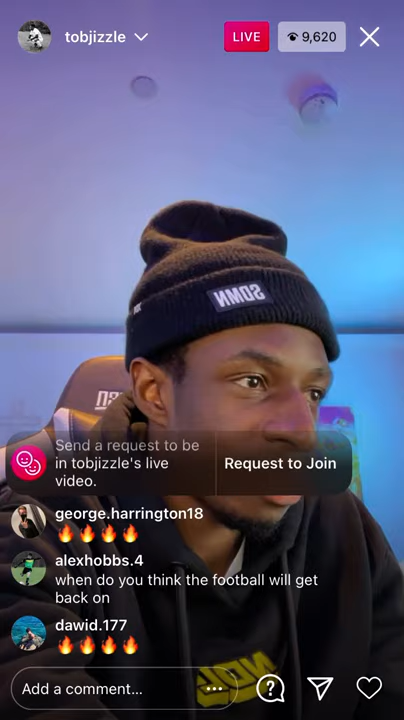 tobjizzle
LIVE
9,620
SDMN
Send a request to be
in tobjizzle's live
video.
Request to Join
george.harrington18
🔥🔥🔥🔥
alexhobbs.4
when do you think the football will get
back on
dawid.177
🔥🔥🔥🔥
Add a comment...